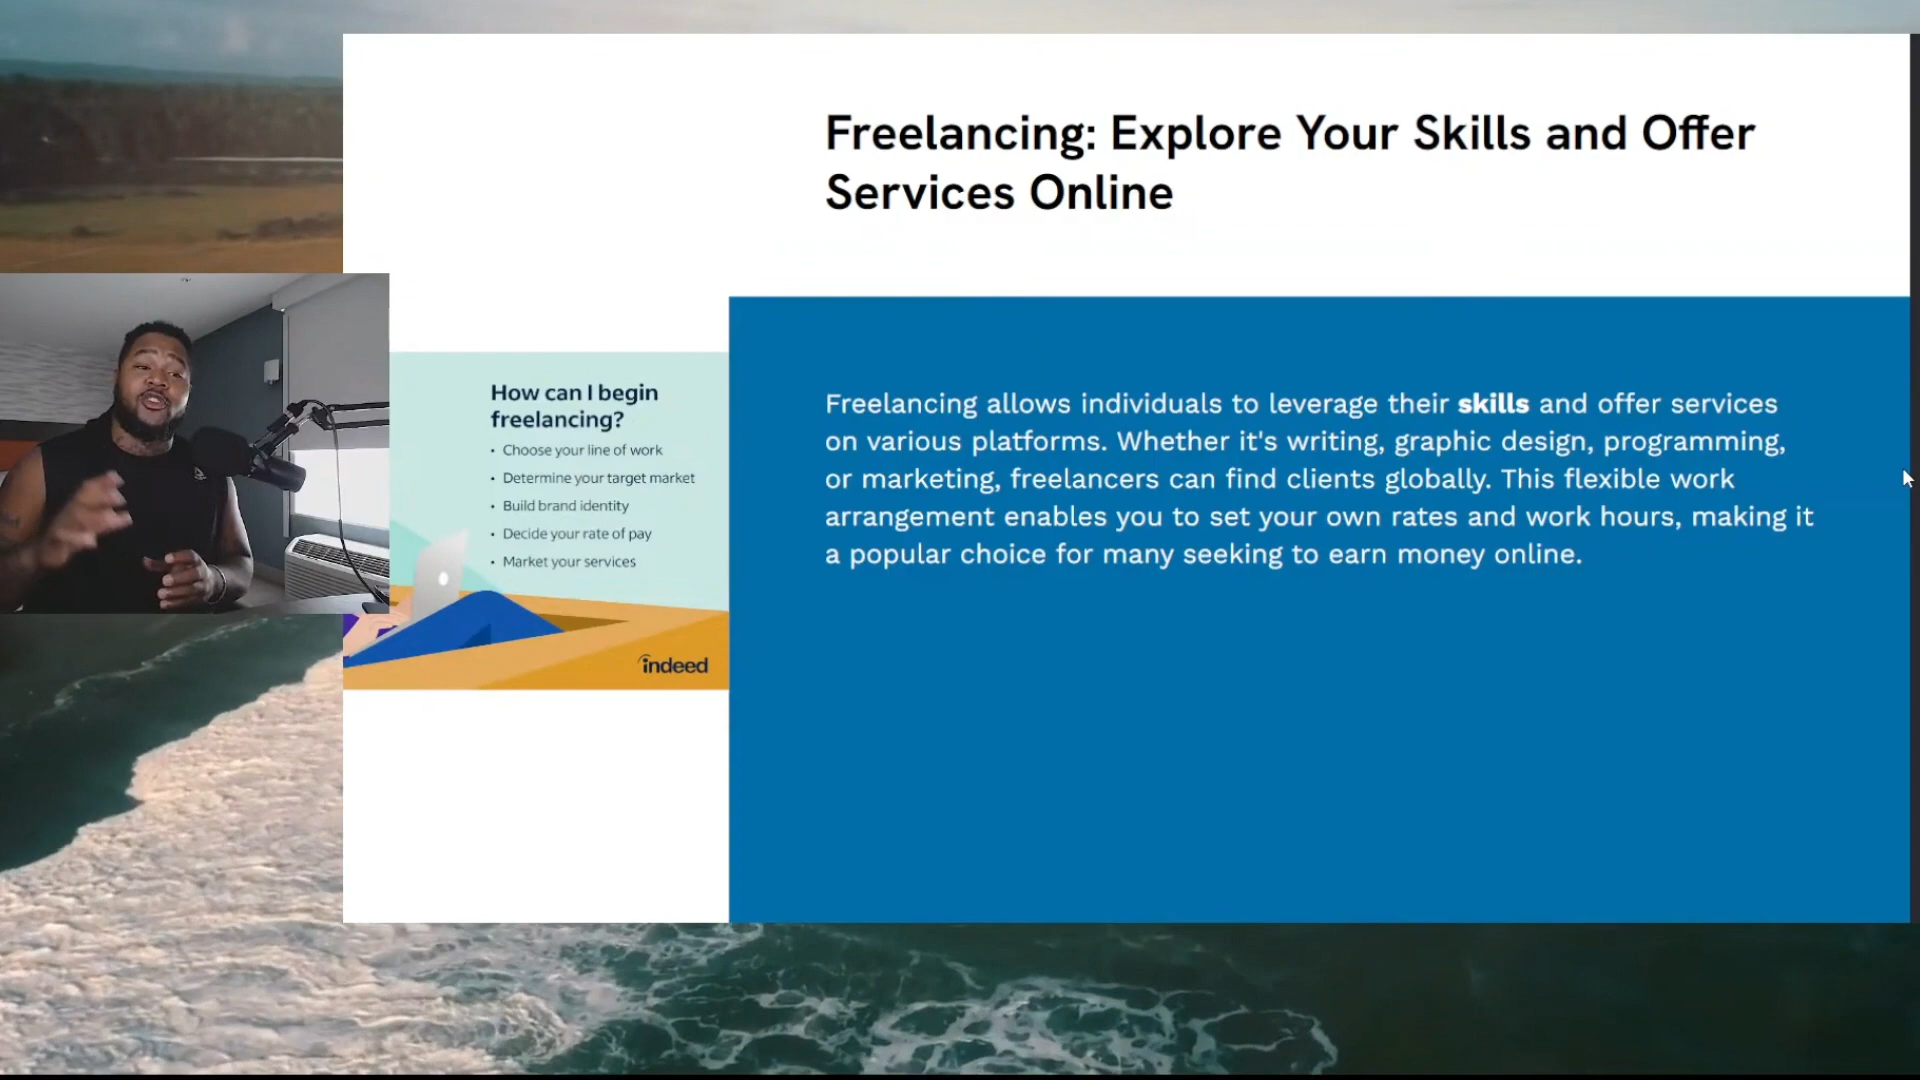 Freelancing: Explore Your Skills and Offer
Services Online
How can I begin
freelancing?
• Choose your line of work
• Determine your target market
• Build brand identity
• Decide your rate of pay
• Market your services
indeed
Freelancing allows individuals to leverage their skills and offer services
on various platforms. Whether it's writing, graphic design, programming,
or marketing, freelancers can find clients globally. This flexible work
arrangement enables you to set your own rates and work hours, making it
a popular choice for many seeking to earn money online.